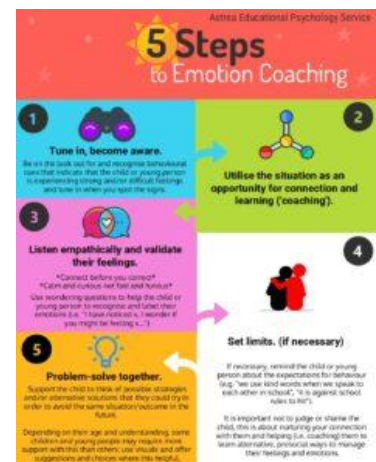 Astrea Educational Psychology Service
5 Steps
to Emotion Coaching
1
Tune in, become aware.
Be on the look out for and recognise behavioural
cues that indicate that the child or young person
is experiencing strong and/or difficult feelings
and tune in when you spot the signs.
2
Utilise the situation as an
opportunity for connection and
learning ('coaching').
3
Listen empathically and validate
their feelings.
*Connect before you correct*
*Calm and curious not fast and furious*
Use wondering questions to help the child or
young person to recognise and label their
emotions (i.e. "I have noticed x, I wonder if
you might be feeling x...")
4
Set limits. (if necessary)
If necessary, remind the child or young
person about the expectations for behaviour
(e.g. "we use kind words when we speak to
each other in school", "it is against school
rules to hit").
It is important not to judge or shame the
child, this is about nurturing your connection
with them and helping (i.e. coaching) them to
learn alternative, prosocial ways to manage
their feelings and emotions.
5
Problem-solve together.
Support the child to think of possible strategies
and/or alternative solutions that they could try in
order to avoid the same situation/outcome in the
future.
Depending on their age and understanding, some
children and young people may require more
support with this than others; use visuals and offer
suggestions and choices where this helpful.